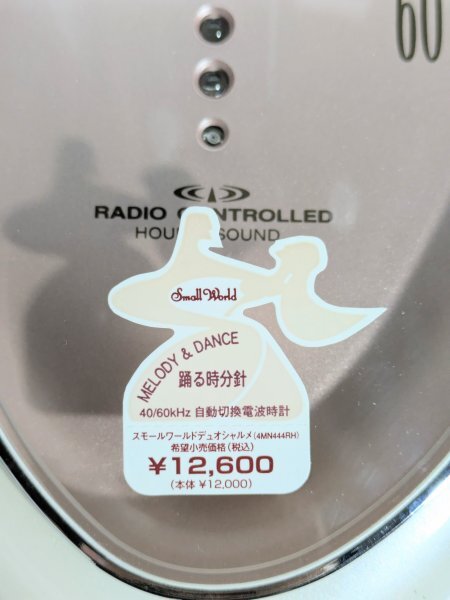 60
RADIO CONTROLLED
HOUR SOUND
Small World
MELODY & DANCE
踊る時分針
40/60kHz 自動切換電波時計
スモールワールドデュオシャルメ(4MN444RH)
希望小売価格(税込)
¥12,600
(本体 ¥12,000)